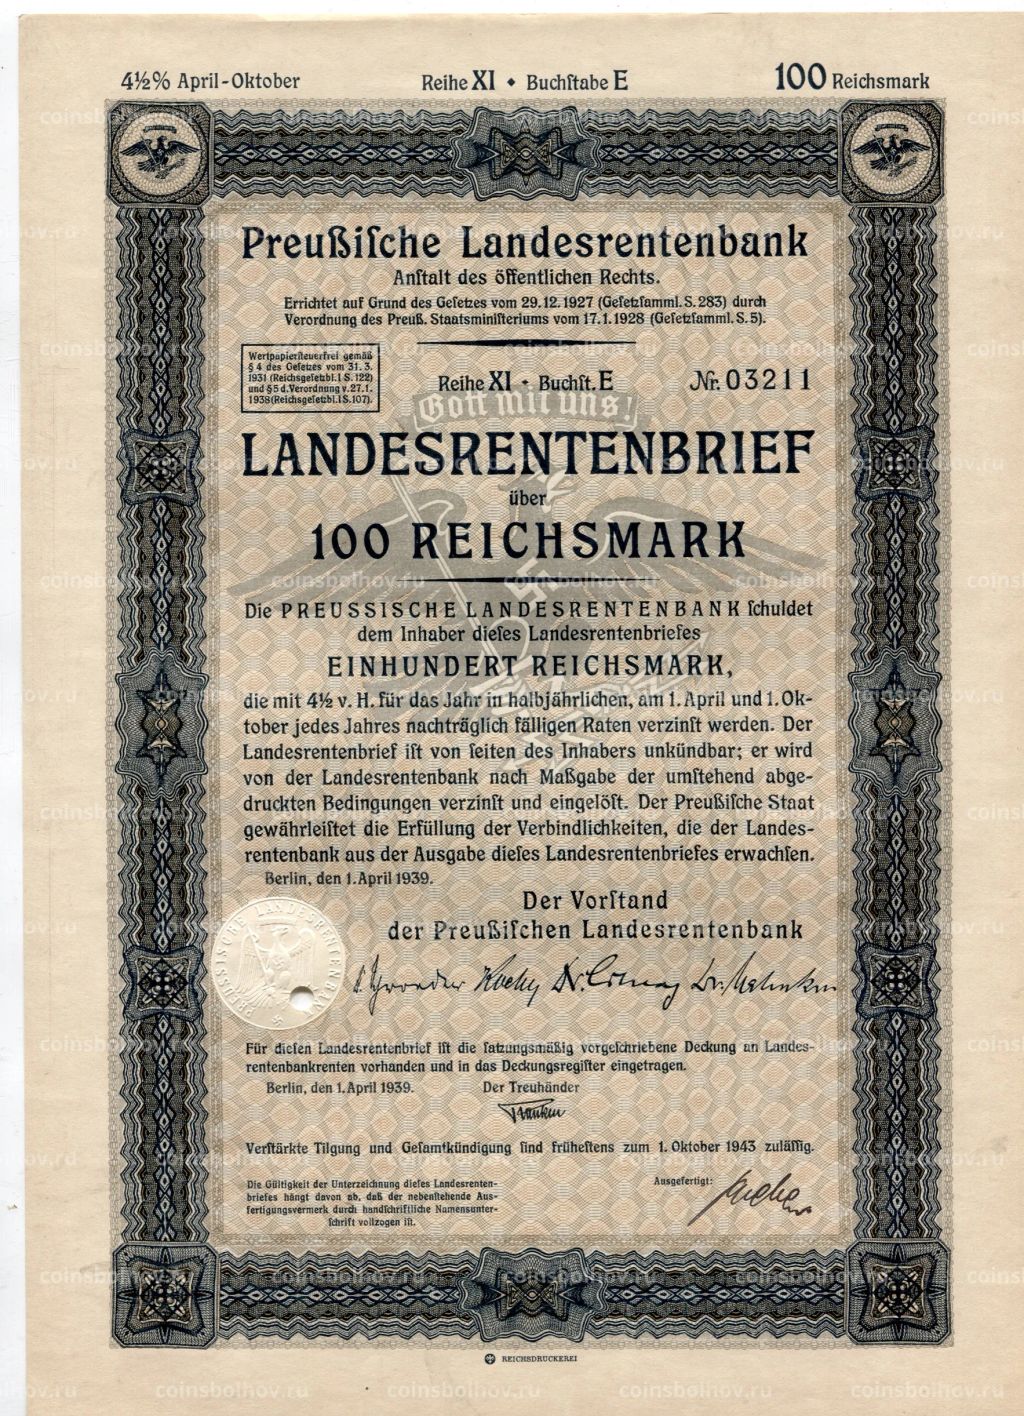 4½% April-Oktober Reihe XI • Buchſtabe E 100 Reichsmark
Preußiſche Landesrentenbank
Anſtalt des öffentlichen Rechts.
Errichtet auf Grund des Geſetzes vom 29.12.1927 (Geſetzſamml. S. 283) durch
Verordnung des Preuß. Staatsminiſteriums vom 17.1.1928 (Geſetzſamml. S. 5).
Wertpapierſteuerfrei gemäß
§ 4 des Geſetzes vom 31.3.
1931 (Reichsgeſetzbl. I S. 122)
und § 5 d. Verordnung v. 27.1.
1938 (Reichsgeſetzbl. I S. 107).
Reihe XI • Buchſt. E Nr. 03211
Gott mit uns!
LANDESRENTENBRIEF
über
100 REICHSMARK
Die PREUSSISCHE LANDESRENTENBANK ſchuldet
dem Inhaber dieſes Landesrentenbriefes
EINHUNDERT REICHSMARK,
die mit 4½ v. H. für das Jahr in halbjährlichen, am 1. April und 1. Ok-
tober jedes Jahres nachträglich fälligen Raten verzinſt werden. Der
Landesrentenbrief iſt von ſeiten des Inhabers unkündbar; er wird
von der Landesrentenbank nach Maßgabe der umſtehend abge-
druckten Bedingungen verzinſt und eingelöſt. Der Preußiſche Staat
gewährleiſtet die Erfüllung der Verbindlichkeiten, die der Landes-
rentenbank aus der Ausgabe dieſes Landesrentenbriefes erwachſen.
Berlin, den 1. April 1939.
Der Vorſtand
der Preußiſchen Landesrentenbank
PREUSSISCHE LANDESRENTENBANK
Für dieſen Landesrentenbrief iſt die ſatzungsmäßig vorgeſchriebene Deckung an Landes-
rentenbankrenten vorhanden und in das Deckungsregiſter eingetragen.
Berlin, den 1. April 1939. Der Treuhänder
Verſtärkte Tilgung und Geſamtkündigung ſind früheſtens zum 1. Oktober 1943 zuläſſig.
Die Gültigkeit der Unterzeichnung dieſes Landesrenten-
briefes hängt davon ab, daß der nebenſtehende Aus-
fertigungsvermerk durch handſchriftliche Namensunter-
ſchrift vollzogen iſt.
Ausgefertigt:
REICHSDRUCKEREI
coinsbolhov.ru